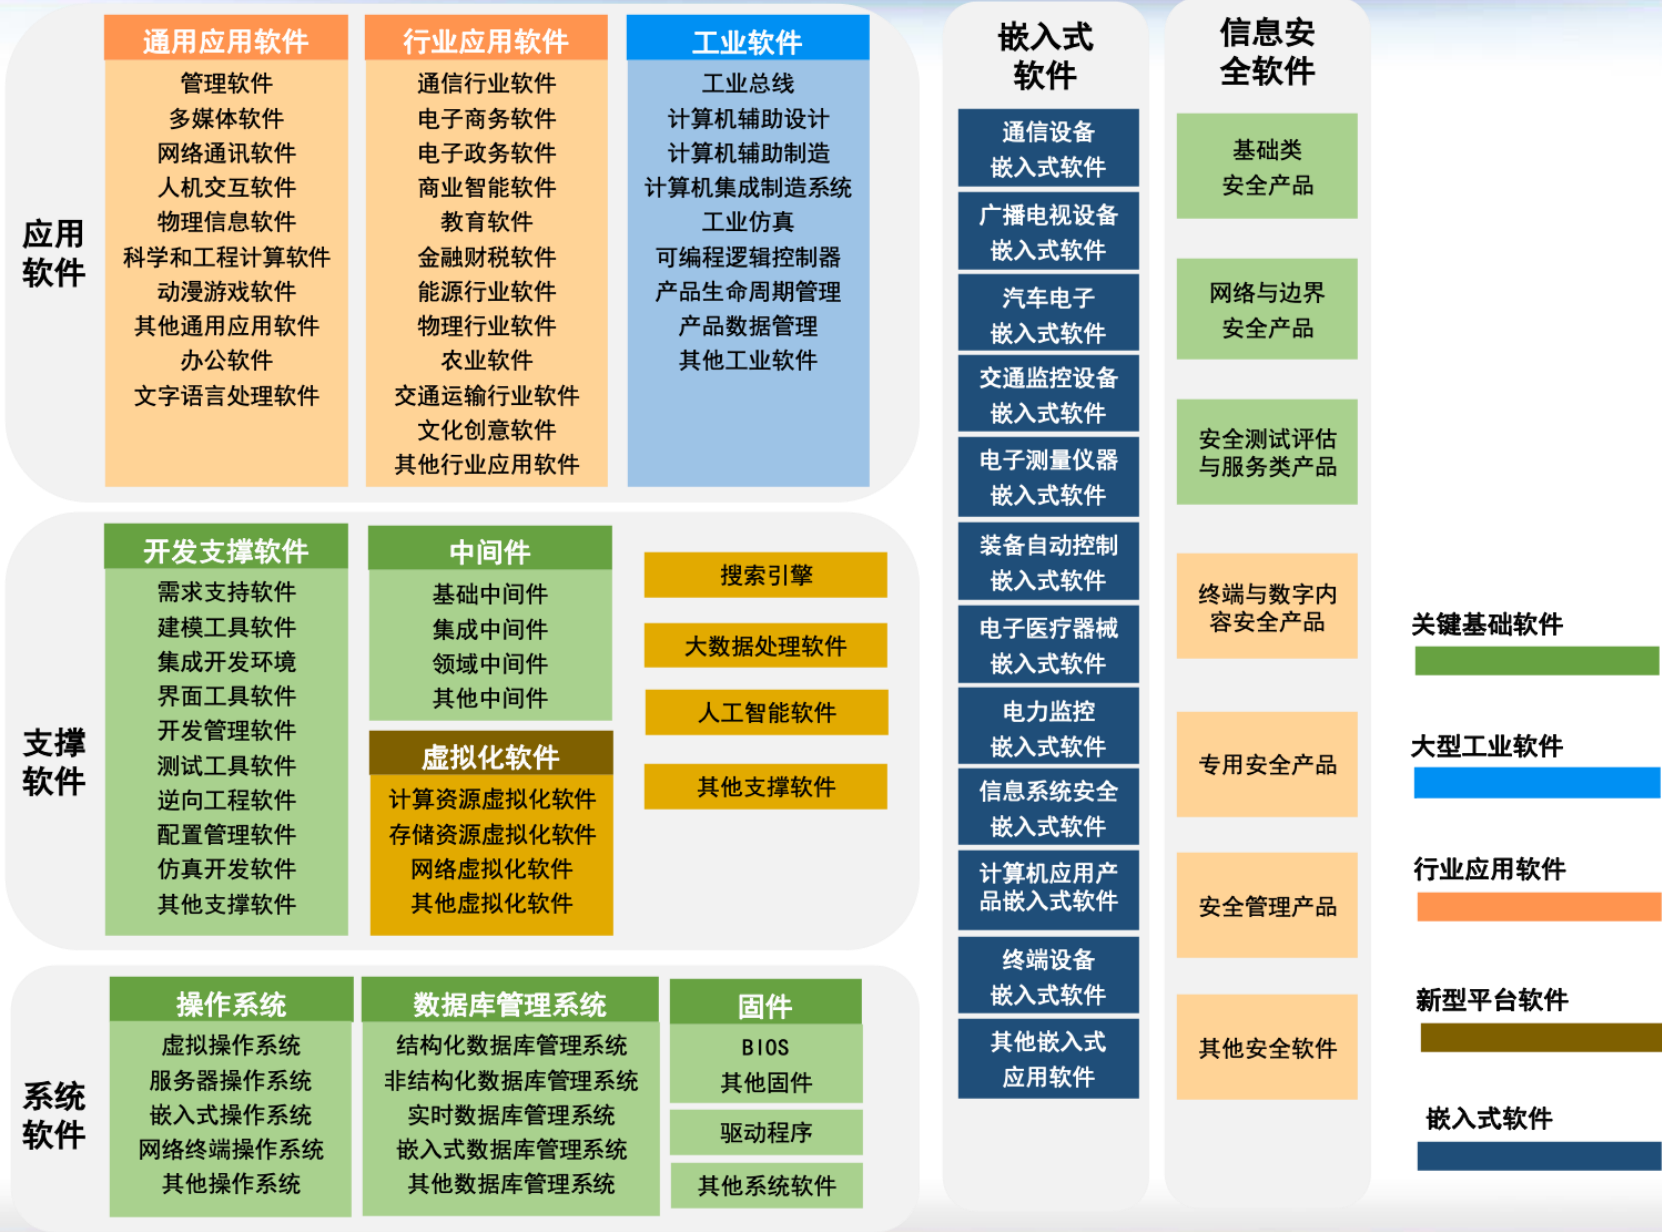 应用
软件
通用应用软件
管理软件
多媒体软件
网络通讯软件
人机交互软件
物理信息软件
科学和工程计算软件
动漫游戏软件
其他通用应用软件
办公软件
文字语言处理软件
行业应用软件
通信行业软件
电子商务软件
电子政务软件
商业智能软件
教育软件
金融财税软件
能源行业软件
物理行业软件
农业软件
交通运输行业软件
文化创意软件
其他行业应用软件
工业软件
工业总线
计算机辅助设计
计算机辅助制造
计算机集成制造系统
工业仿真
可编程逻辑控制器
产品生命周期管理
产品数据管理
其他工业软件
支撑
软件
开发支撑软件
需求支持软件
建模工具软件
集成开发环境
界面工具软件
开发管理软件
测试工具软件
逆向工程软件
配置管理软件
仿真开发软件
其他支撑软件
中间件
基础中间件
集成中间件
领域中间件
其他中间件
虚拟化软件
计算资源虚拟化软件
存储资源虚拟化软件
网络虚拟化软件
其他虚拟化软件
搜索引擎
大数据处理软件
人工智能软件
其他支撑软件
系统
软件
操作系统
虚拟操作系统
服务器操作系统
嵌入式操作系统
网络终端操作系统
其他操作系统
数据库管理系统
结构化数据库管理系统
非结构化数据库管理系统
实时数据库管理系统
嵌入式数据库管理系统
其他数据库管理系统
固件
BIOS
其他固件
驱动程序
其他系统软件
嵌入式
软件
通信设备
嵌入式软件
广播电视设备
嵌入式软件
汽车电子
嵌入式软件
交通监控设备
嵌入式软件
电子测量仪器
嵌入式软件
装备自动控制
嵌入式软件
电子医疗器械
嵌入式软件
电力监控
嵌入式软件
信息系统安全
嵌入式软件
计算机应用产
品嵌入式软件
终端设备
嵌入式软件
其他嵌入式
应用软件
信息安
全软件
基础类
安全产品
网络与边界
安全产品
安全测试评估
与服务类产品
终端与数字内
容安全产品
专用安全产品
安全管理产品
其他安全软件
关键基础软件
大型工业软件
行业应用软件
新型平台软件
嵌入式软件